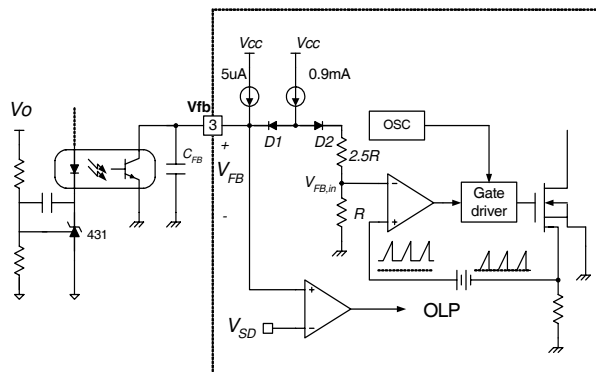 Vcc Vcc
5uA 0.9mA
Vo
Vfb
3
OSC
D1 D2
+
2.5R
CFB
VFB
VFB,in
-
Gate
driver
R
+
-
431
+
VSD
-
OLP